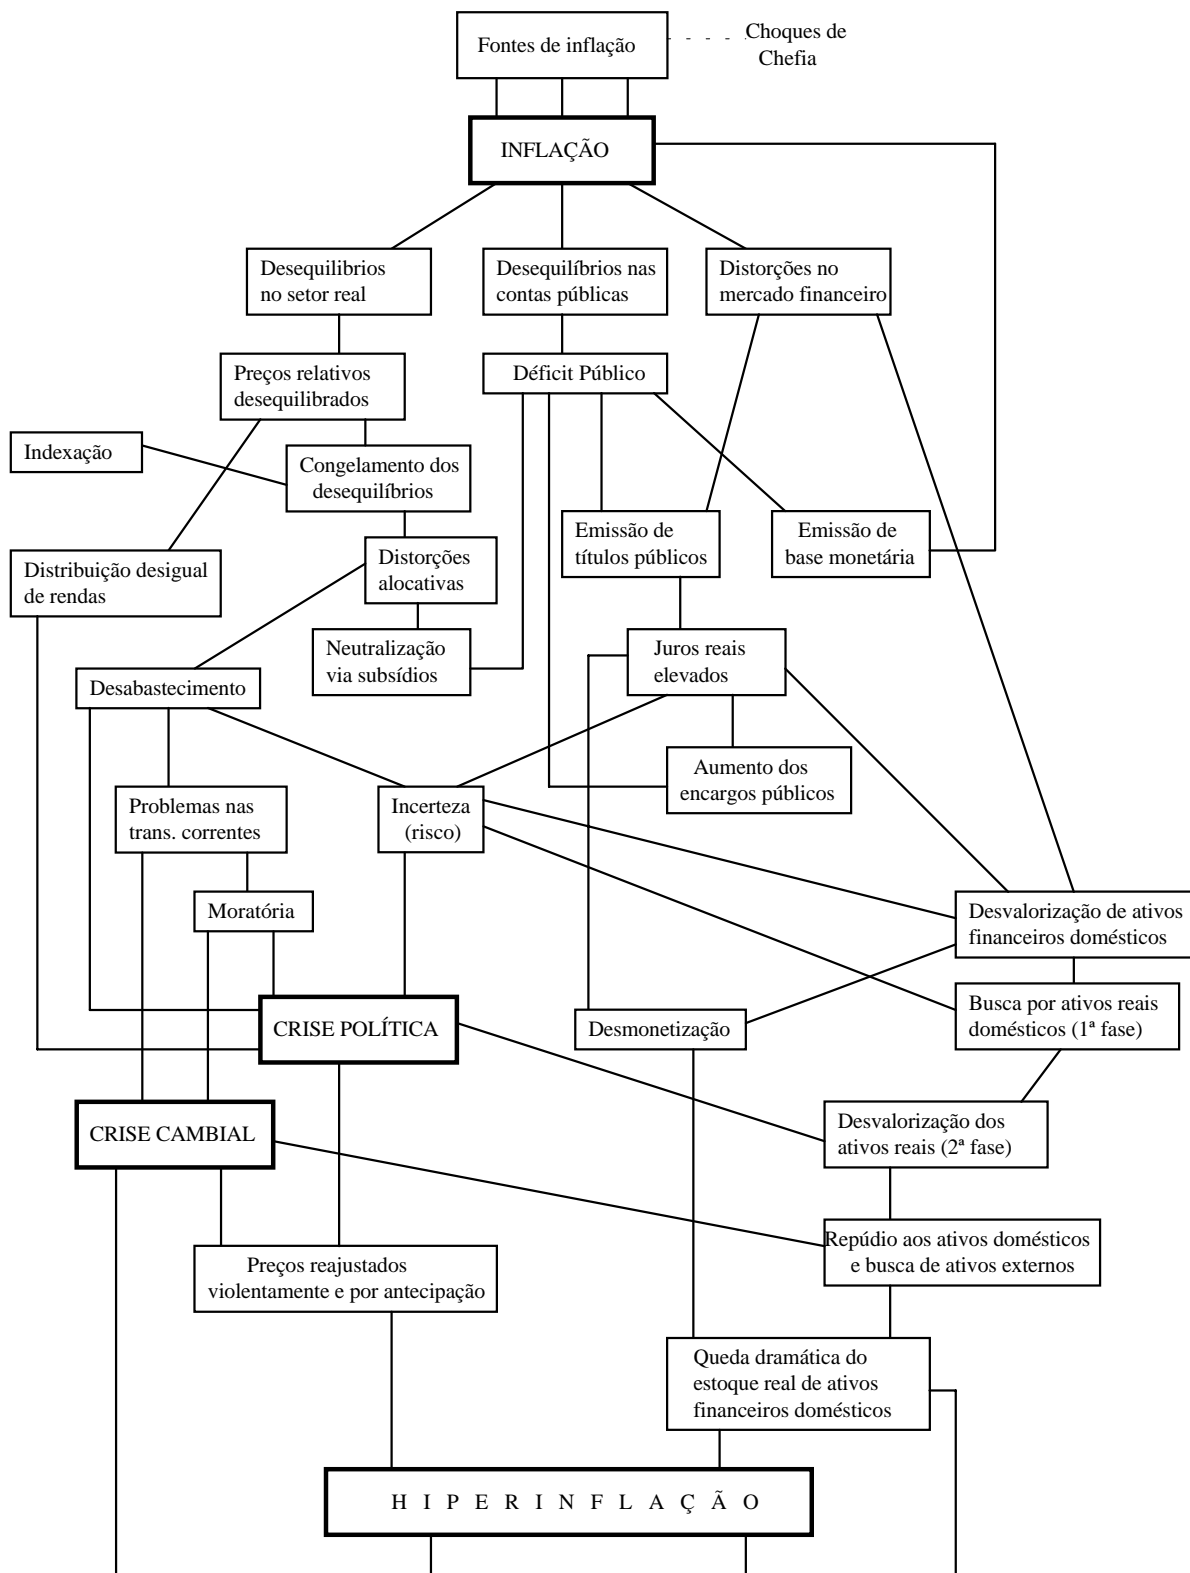 Fontes de inflação
Choques de
Chefia
INFLAÇÃO
Desequilibrios
no setor real
Desequilíbrios nas
contas públicas
Distorções no
mercado financeiro
Preços relativos
desequilibrados
Déficit Público
Indexação
Congelamento dos
desequilíbrios
Emissão de
títulos públicos
Emissão de
base monetária
Distribuição desigual
de rendas
Distorções
alocativas
Neutralização
via subsídios
Juros reais
elevados
Desabastecimento
Aumento dos
encargos públicos
Problemas nas
trans. correntes
Incerteza
(risco)
Moratória
Desvalorização de ativos
financeiros domésticos
CRISE POLÍTICA
Desmonetização
Busca por ativos reais
domésticos (1ª fase)
CRISE CAMBIAL
Desvalorização dos
ativos reais (2ª fase)
Repúdio aos ativos domésticos
e busca de ativos externos
Preços reajustados
violentamente e por antecipação
Queda dramática do
estoque real de ativos
financeiros domésticos
H I P E R I N F L A Ç Ã O